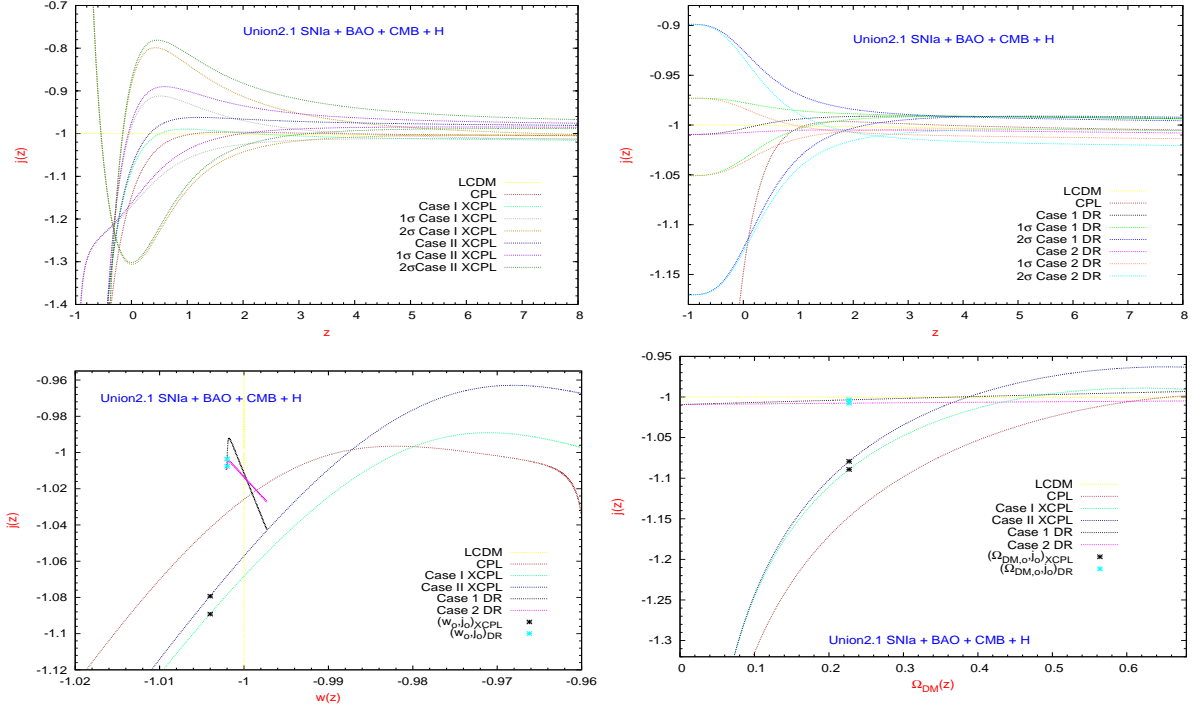 Union2.1 SNIa + BAO + CMB + H
j(z)
-0.7
-0.8
-0.9
-1
-1.1
-1.2
-1.3
-1.4
LCDM
CPL
Case I XCPL
1σ Case I XCPL
2σ Case I XCPL
Case II XCPL
1σ Case II XCPL
2σCase II XCPL
-1 0 1 2 3 4 5 6 7 8
z
Union2.1 SNIa + BAO + CMB + H
j(z)
-0.9
-0.95
-1
-1.05
-1.1
-1.15
LCDM
CPL
Case 1 DR
1σ Case 1 DR
2σ Case 1 DR
Case 2 DR
1σ Case 2 DR
2σ Case 2 DR
-1 0 1 2 3 4 5 6 7 8
z
Union2.1 SNIa + BAO + CMB + H
j(z)
-0.96
-0.98
-1
-1.02
-1.04
-1.06
-1.08
-1.1
-1.12
LCDM
CPL
Case I XCPL
Case II XCPL
Case 1 DR
Case 2 DR
(w₀,j₀)XCPL
(w₀,j₀)DR
-1.02 -1.01 -1 -0.99 -0.98 -0.97 -0.96
w(z)
j(z)
-0.95
-1
-1.05
-1.1
-1.15
-1.2
-1.25
-1.3
LCDM
CPL
Case I XCPL
Case II XCPL
Case 1 DR
Case 2 DR
(ΩDM,o,j₀)XCPL
(ΩDM,o,j₀)DR
Union2.1 SNIa + BAO + CMB + H
0 0.1 0.2 0.3 0.4 0.5 0.6
ΩDM(z)